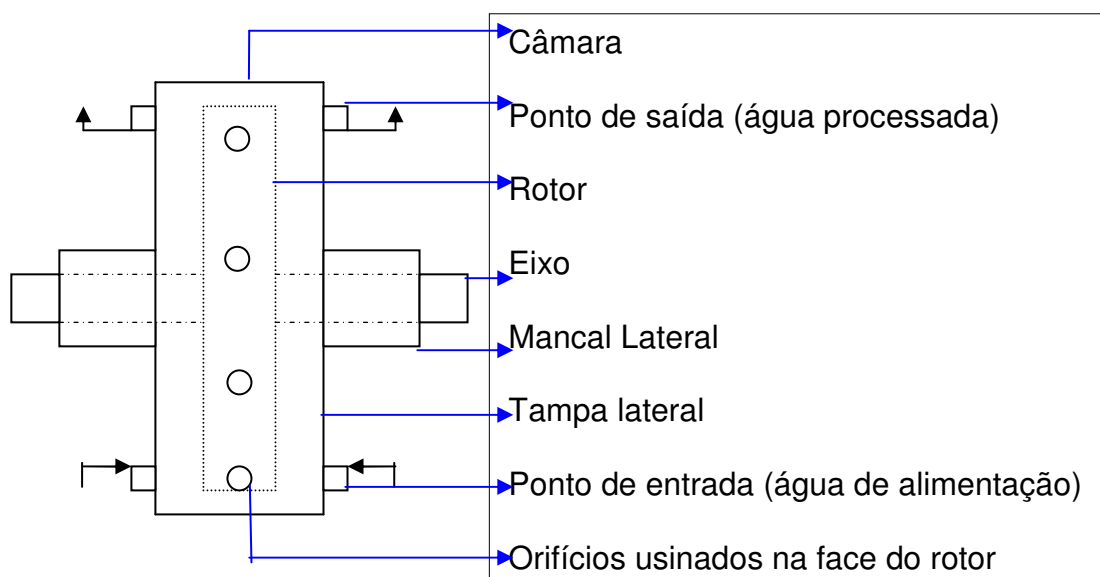 Câmara
Ponto de saída (água processada)
Rotor
Eixo
Mancal Lateral
Tampa lateral
Ponto de entrada (água de alimentação)
Orifícios usinados na face do rotor